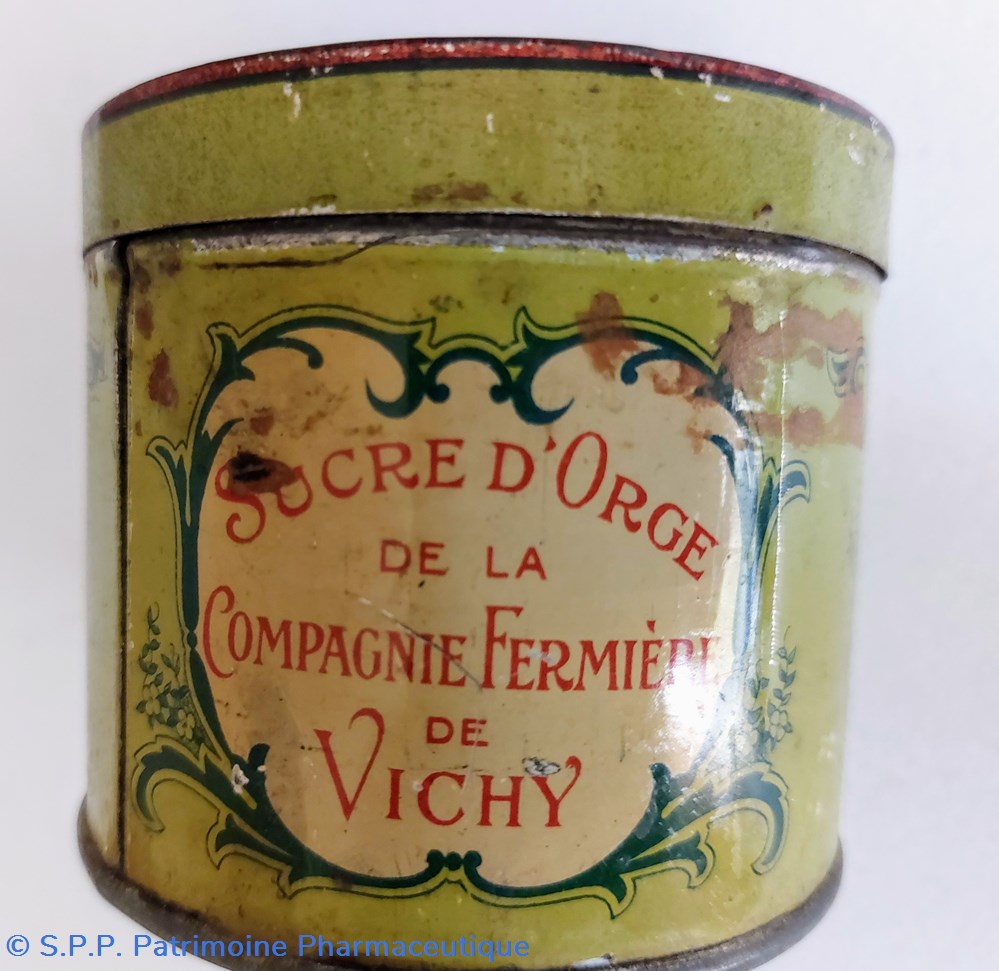 SUCRE D'ORGE
DE LA
COMPAGNIE FERMIÈRE
DE
VICHY
© S.P.P. Patrimoine Pharmaceutique